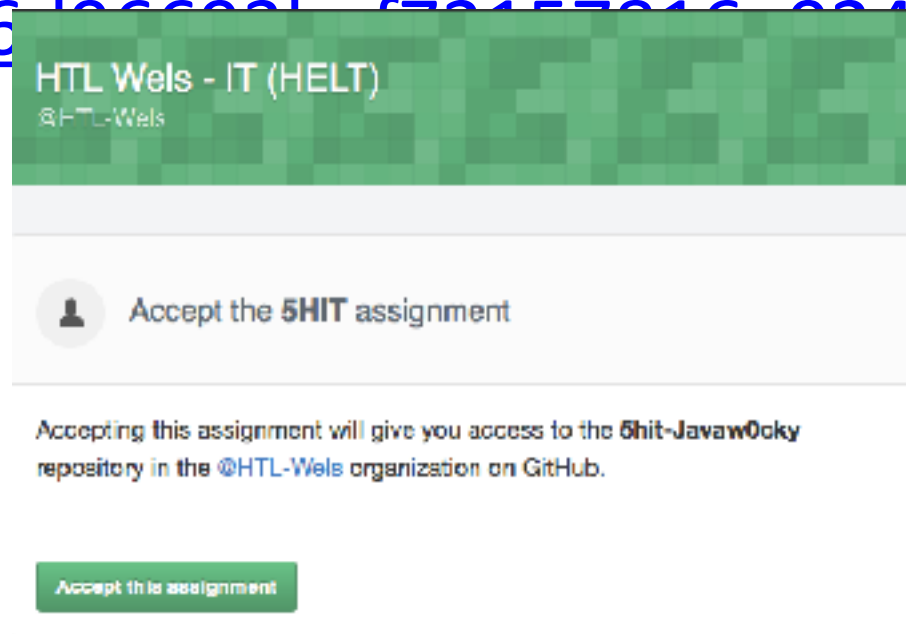 HTL Wels - IT (HELT)
@HTL-Wels
Accept the 5HIT assignment
Accepting this assignment will give you access to the 5hit-Javaw0cky
repository in the @HTL-Wels organization on GitHub.
Accept this assignment